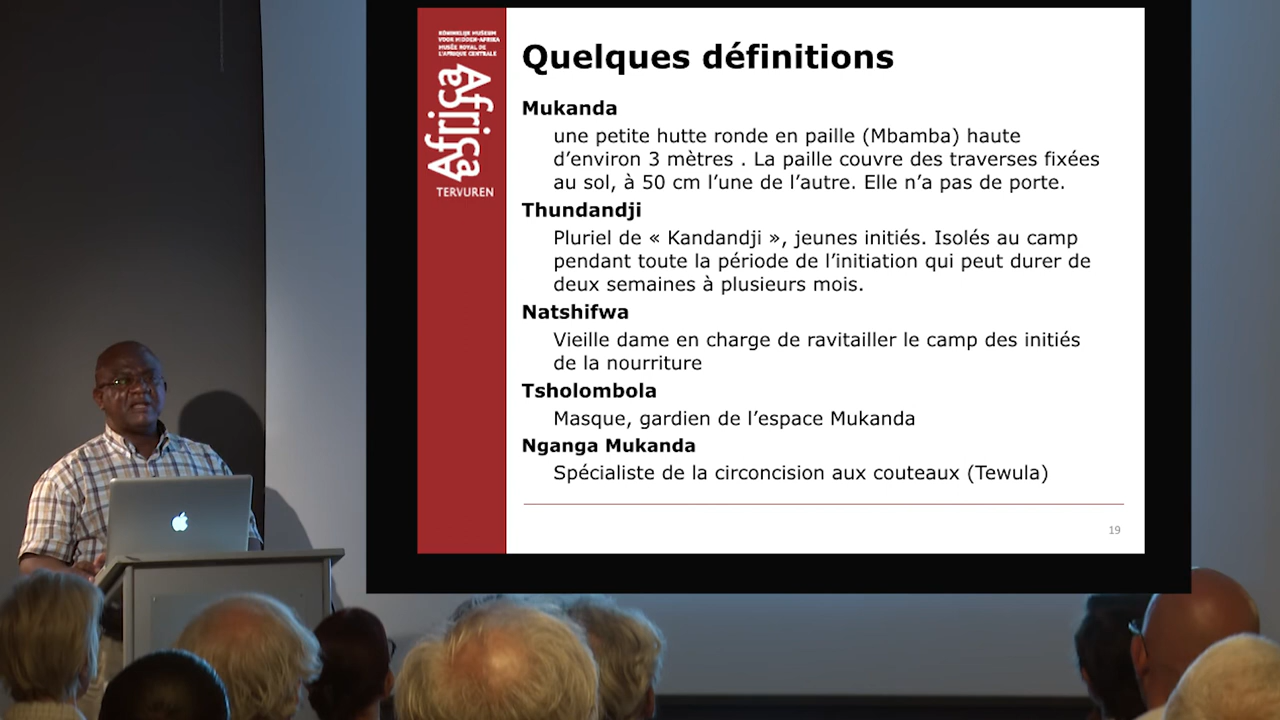 KONINKLIJK MUSEUM
VOOR MIDDEN-AFRIKA
MUSÉE ROYAL DE
L'AFRIQUE CENTRALE
Africa
Africa
TERVUREN
Quelques définitions
Mukanda
une petite hutte ronde en paille (Mbamba) haute
d'environ 3 mètres . La paille couvre des traverses fixées
au sol, à 50 cm l'une de l'autre. Elle n'a pas de porte.
Thundandji
Pluriel de « Kandandji », jeunes initiés. Isolés au camp
pendant toute la période de l'initiation qui peut durer de
deux semaines à plusieurs mois.
Natshifwa
Vieille dame en charge de ravitailler le camp des initiés
de la nourriture
Tsholombola
Masque, gardien de l'espace Mukanda
Nganga Mukanda
Spécialiste de la circoncision aux couteaux (Tewula)
19